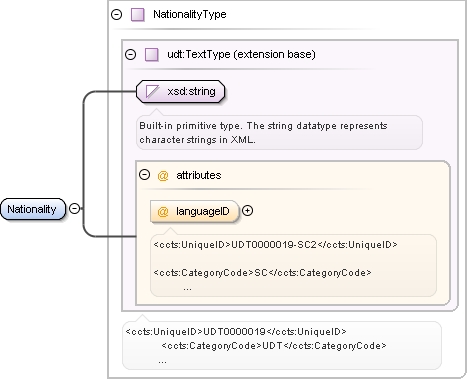 NationalityType
udt:TextType (extension base)
xsd:string
Built-in primitive type. The string datatype represents
character strings in XML.
@ attributes
Nationality
@ languageID
<ccts:UniqueID>UDT0000019-SC2</ccts:UniqueID>
<ccts:CategoryCode>SC</ccts:CategoryCode>
...
<ccts:UniqueID>UDT0000019</ccts:UniqueID>
<ccts:CategoryCode>UDT</ccts:CategoryCode>
...